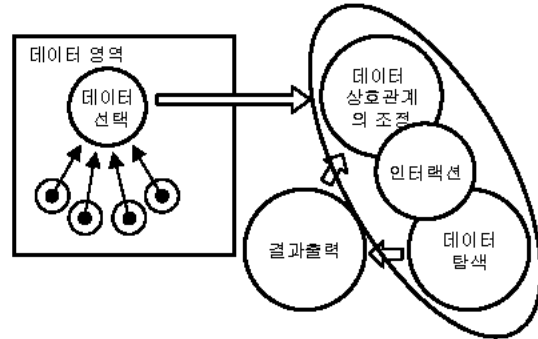 데이터 영역
데이터
선택
데이터
상호관계
의 조정
인터랙션
데이터
탐색
결과출력